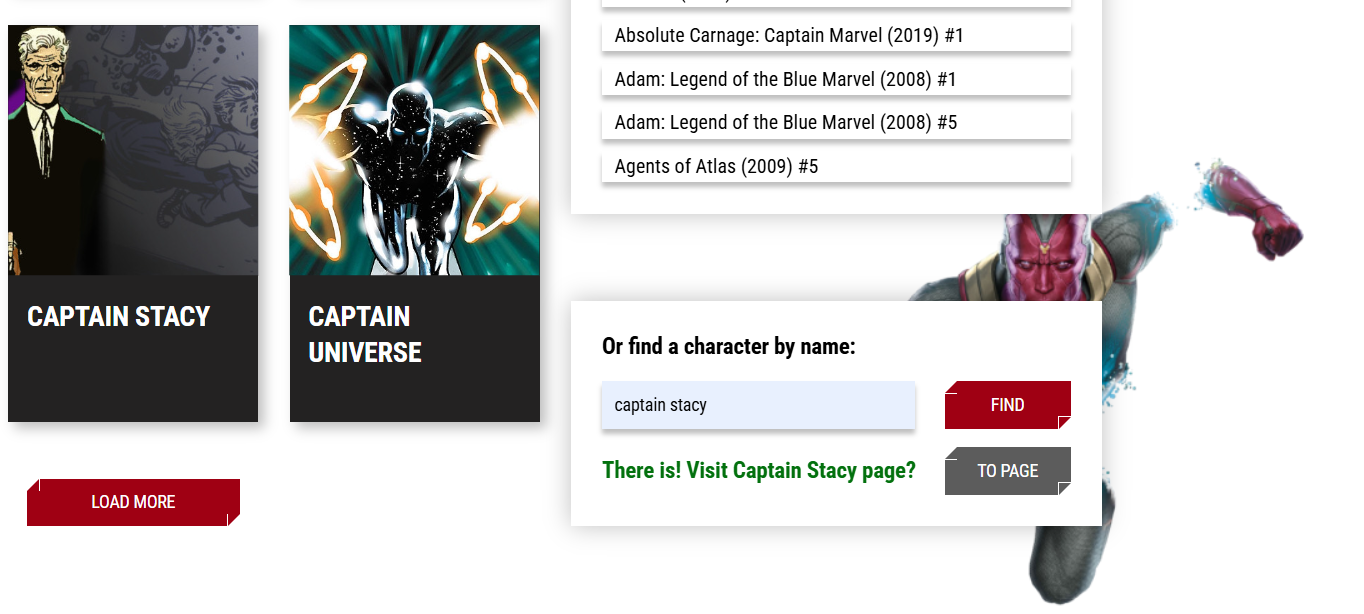 Absolute Carnage: Captain Marvel (2019) #1
Adam: Legend of the Blue Marvel (2008) #1
Adam: Legend of the Blue Marvel (2008) #5
Agents of Atlas (2009) #5
CAPTAIN STACY
CAPTAIN
UNIVERSE
LOAD MORE
Or find a character by name:
captain stacy
FIND
There is! Visit Captain Stacy page?
TO PAGE